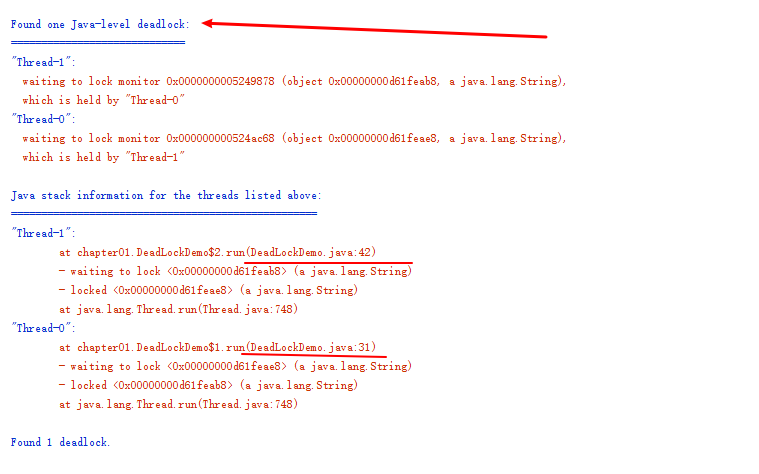 Found one Java-level deadlock:
=============================
"Thread-1":
  waiting to lock monitor 0x0000000005249878 (object 0x00000000d61feab8, a java.lang.String),
  which is held by "Thread-0"
"Thread-0":
  waiting to lock monitor 0x000000000524ac68 (object 0x00000000d61feae8, a java.lang.String),
  which is held by "Thread-1"
Java stack information for the threads listed above:
===================================================
"Thread-1":
        at chapter01.DeadLockDemo$2.run(DeadLockDemo.java:42)
        - waiting to lock <0x00000000d61feab8> (a java.lang.String)
        - locked <0x00000000d61feae8> (a java.lang.String)
        at java.lang.Thread.run(Thread.java:748)
"Thread-0":
        at chapter01.DeadLockDemo$1.run(DeadLockDemo.java:31)
        - waiting to lock <0x00000000d61feae8> (a java.lang.String)
        - locked <0x00000000d61feab8> (a java.lang.String)
        at java.lang.Thread.run(Thread.java:748)
Found 1 deadlock.